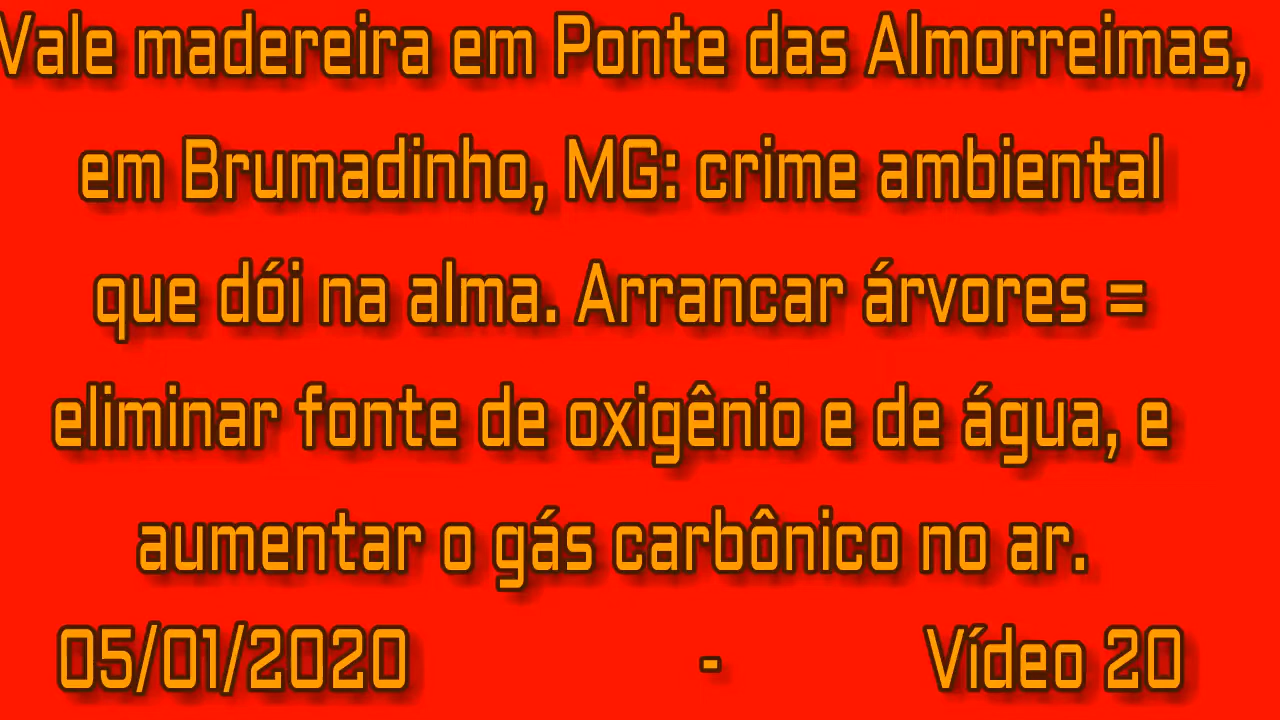 Vale madereira em Ponte das Almorreimas,
em Brumadinho, MG: crime ambiental
que dói na alma. Arrancar árvores =
eliminar fonte de oxigênio e de água, e
aumentar o gás carbônico no ar.
05/01/2020 - Vídeo 20